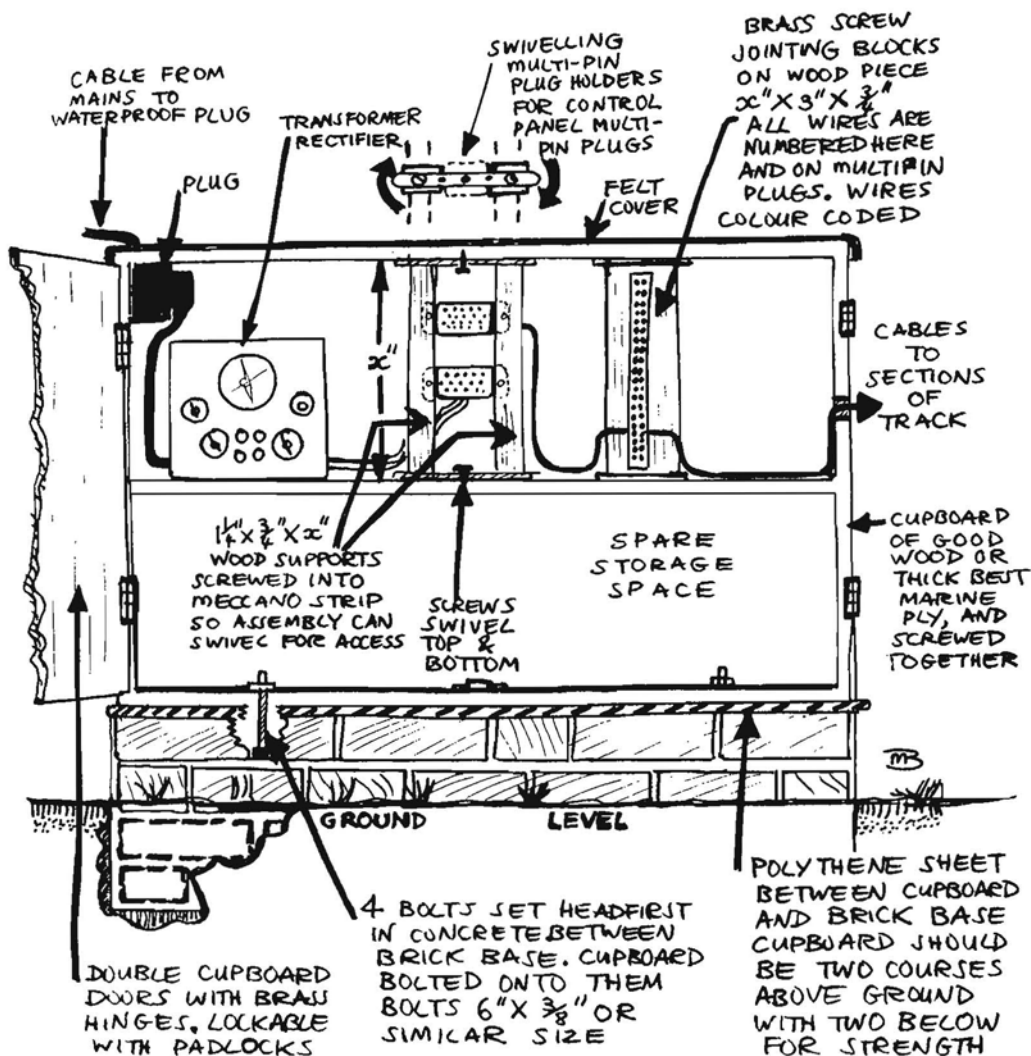 CABLE FROM
MAINS TO
WATERPROOF PLUG
PLUG
TRANSFORMER
RECTIFIER
SWIVELLING
MULTI-PIN
PLUG HOLDERS
FOR CONTROL
PANEL MULTI-
PIN PLUGS
FELT
COVER
BRASS SCREW
JOINTING BLOCKS
ON WOOD PIECE
x" X 3" X 3/4"
ALL WIRES ARE
NUMBERED HERE
AND ON MULTIPIN
PLUGS. WIRES
COLOUR CODED
x"
CABLES
TO
SECTIONS
OF
TRACK
1 1/4" X 3/4" X x"
WOOD SUPPORTS
SCREWED INTO
MECCANO STRIP
SO ASSEMBLY CAN
SWIVEL FOR ACCESS
SCREWS
SWIVEL
TOP &
BOTTOM
SPARE
STORAGE
SPACE
CUPBOARD
OF GOOD
WOOD OR
THICK BEST
MARINE
PLY, AND
SCREWED
TOGETHER
MB
GROUND LEVEL
DOUBLE CUPBOARD
DOORS WITH BRASS
HINGES. LOCKABLE
WITH PADLOCKS
4 BOLTS SET HEADFIRST
IN CONCRETE BETWEEN
BRICK BASE. CUPBOARD
BOLTED ONTO THEM
BOLTS 6" X 3/8" OR
SIMILAR SIZE
POLYTHENE SHEET
BETWEEN CUPBOARD
AND BRICK BASE
CUPBOARD SHOULD
BE TWO COURSES
ABOVE GROUND
WITH TWO BELOW
FOR STRENGTH